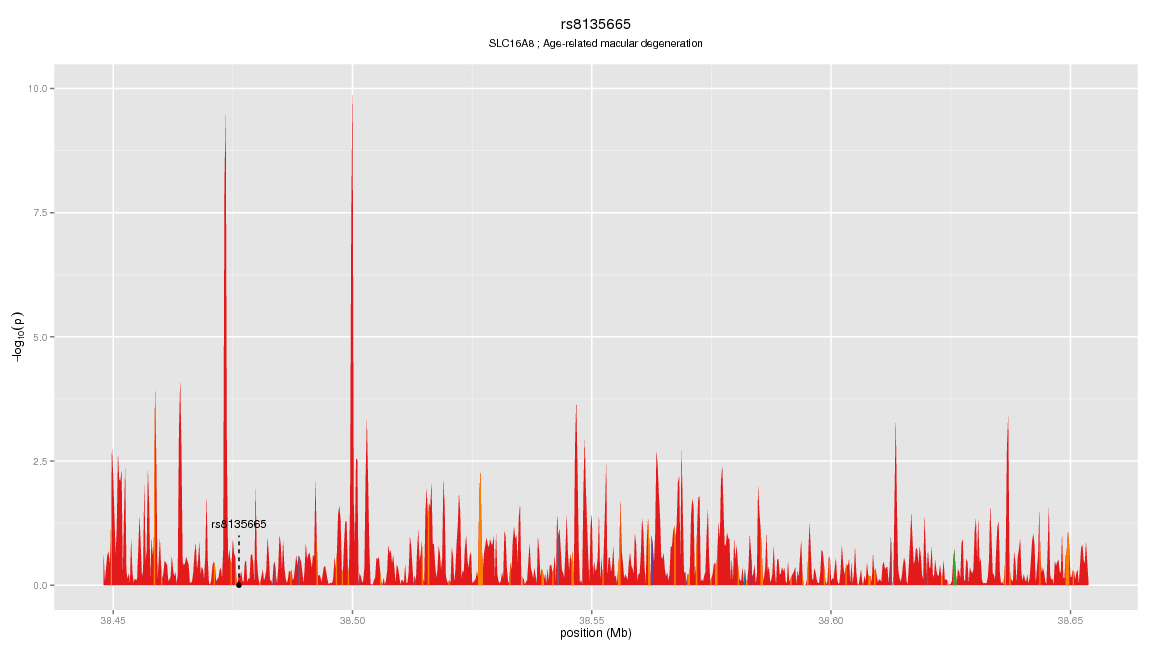 rs8135665
SLC16A8 ; Age-related macular degeneration
10.0
7.5
5.0
2.5
0.0
−log10(p)
rs8135665
38.45 38.50 38.55 38.60 38.65
position (Mb)